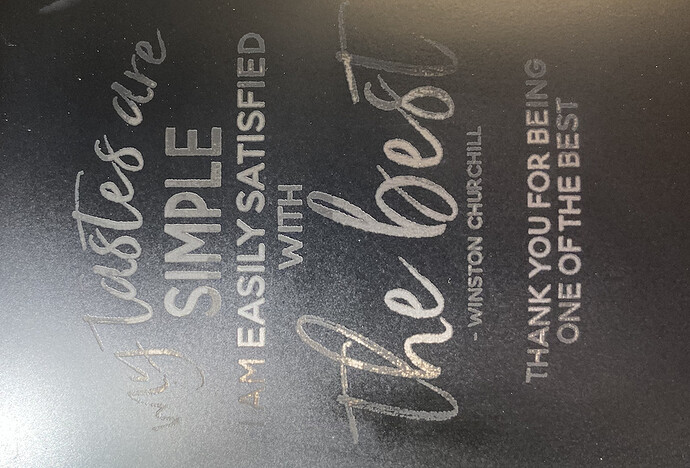 my tastes are
SIMPLE
I AM EASILY SATISFIED
WITH
the best
- WINSTON CHURCHILL
THANK YOU FOR BEING
ONE OF THE BEST